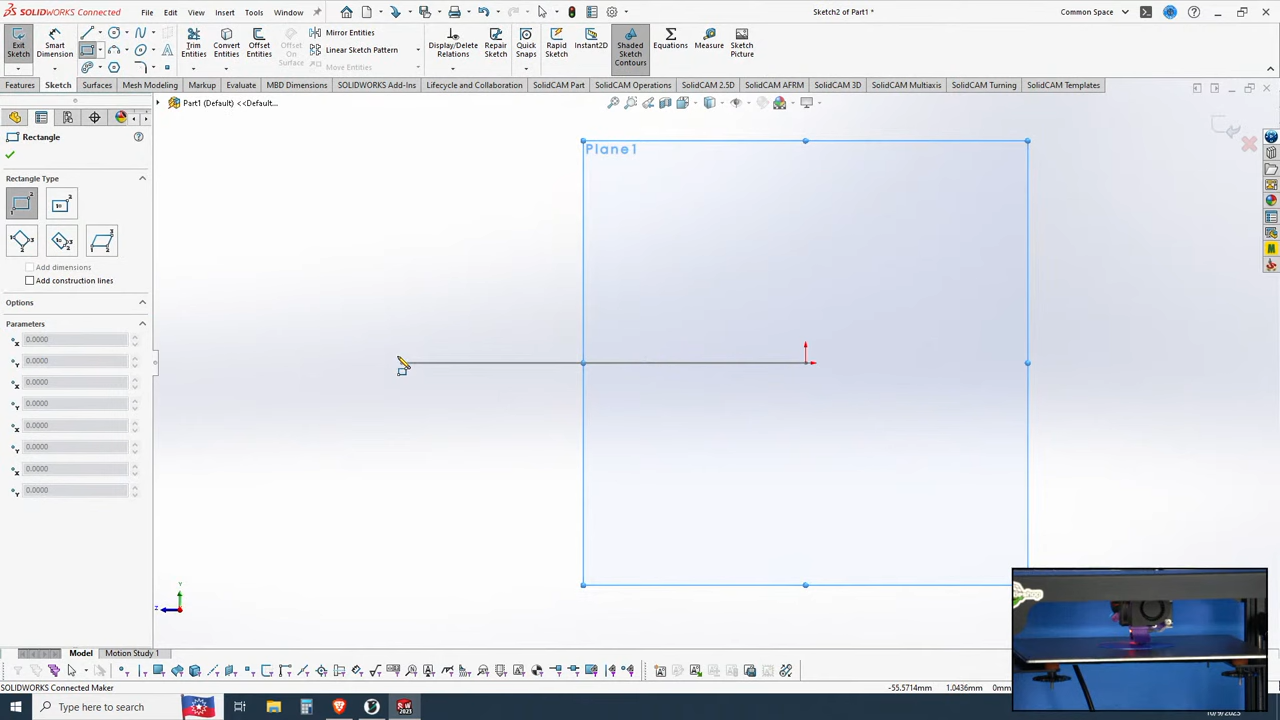 SOLIDWORKS Connected
File Edit View Insert Tools Window
Sketch2 of Part1 *
Common Space
Exit Sketch
Smart Dimension
Trim Entities
Convert Entities
Offset Entities
Offset On Surface
Mirror Entities
Linear Sketch Pattern
Move Entities
Display/Delete Relations
Repair Sketch
Quick Snaps
Rapid Sketch
Instant2D
Shaded Sketch Contours
Equations
Measure
Sketch Picture
Features Sketch Surfaces Mesh Modeling Markup Evaluate MBD Dimensions SOLIDWORKS Add-Ins Lifecycle and Collaboration SolidCAM Part SolidCAM Operations SolidCAM 2.5D SolidCAM AFRM SolidCAM 3D SolidCAM Multiaxis SolidCAM Turning SolidCAM Templates
Part1 (Default) <<Default...
Rectangle
Rectangle Type
Add dimensions
Add construction lines
Options
Parameters
0.0000
0.0000
0.0000
0.0000
0.0000
0.0000
0.0000
0.0000
Plane1
Y
Z
Model Motion Study 1
SOLIDWORKS Connected Maker
-55.5714mm 1.0436mm
Type here to search
10/9/2023